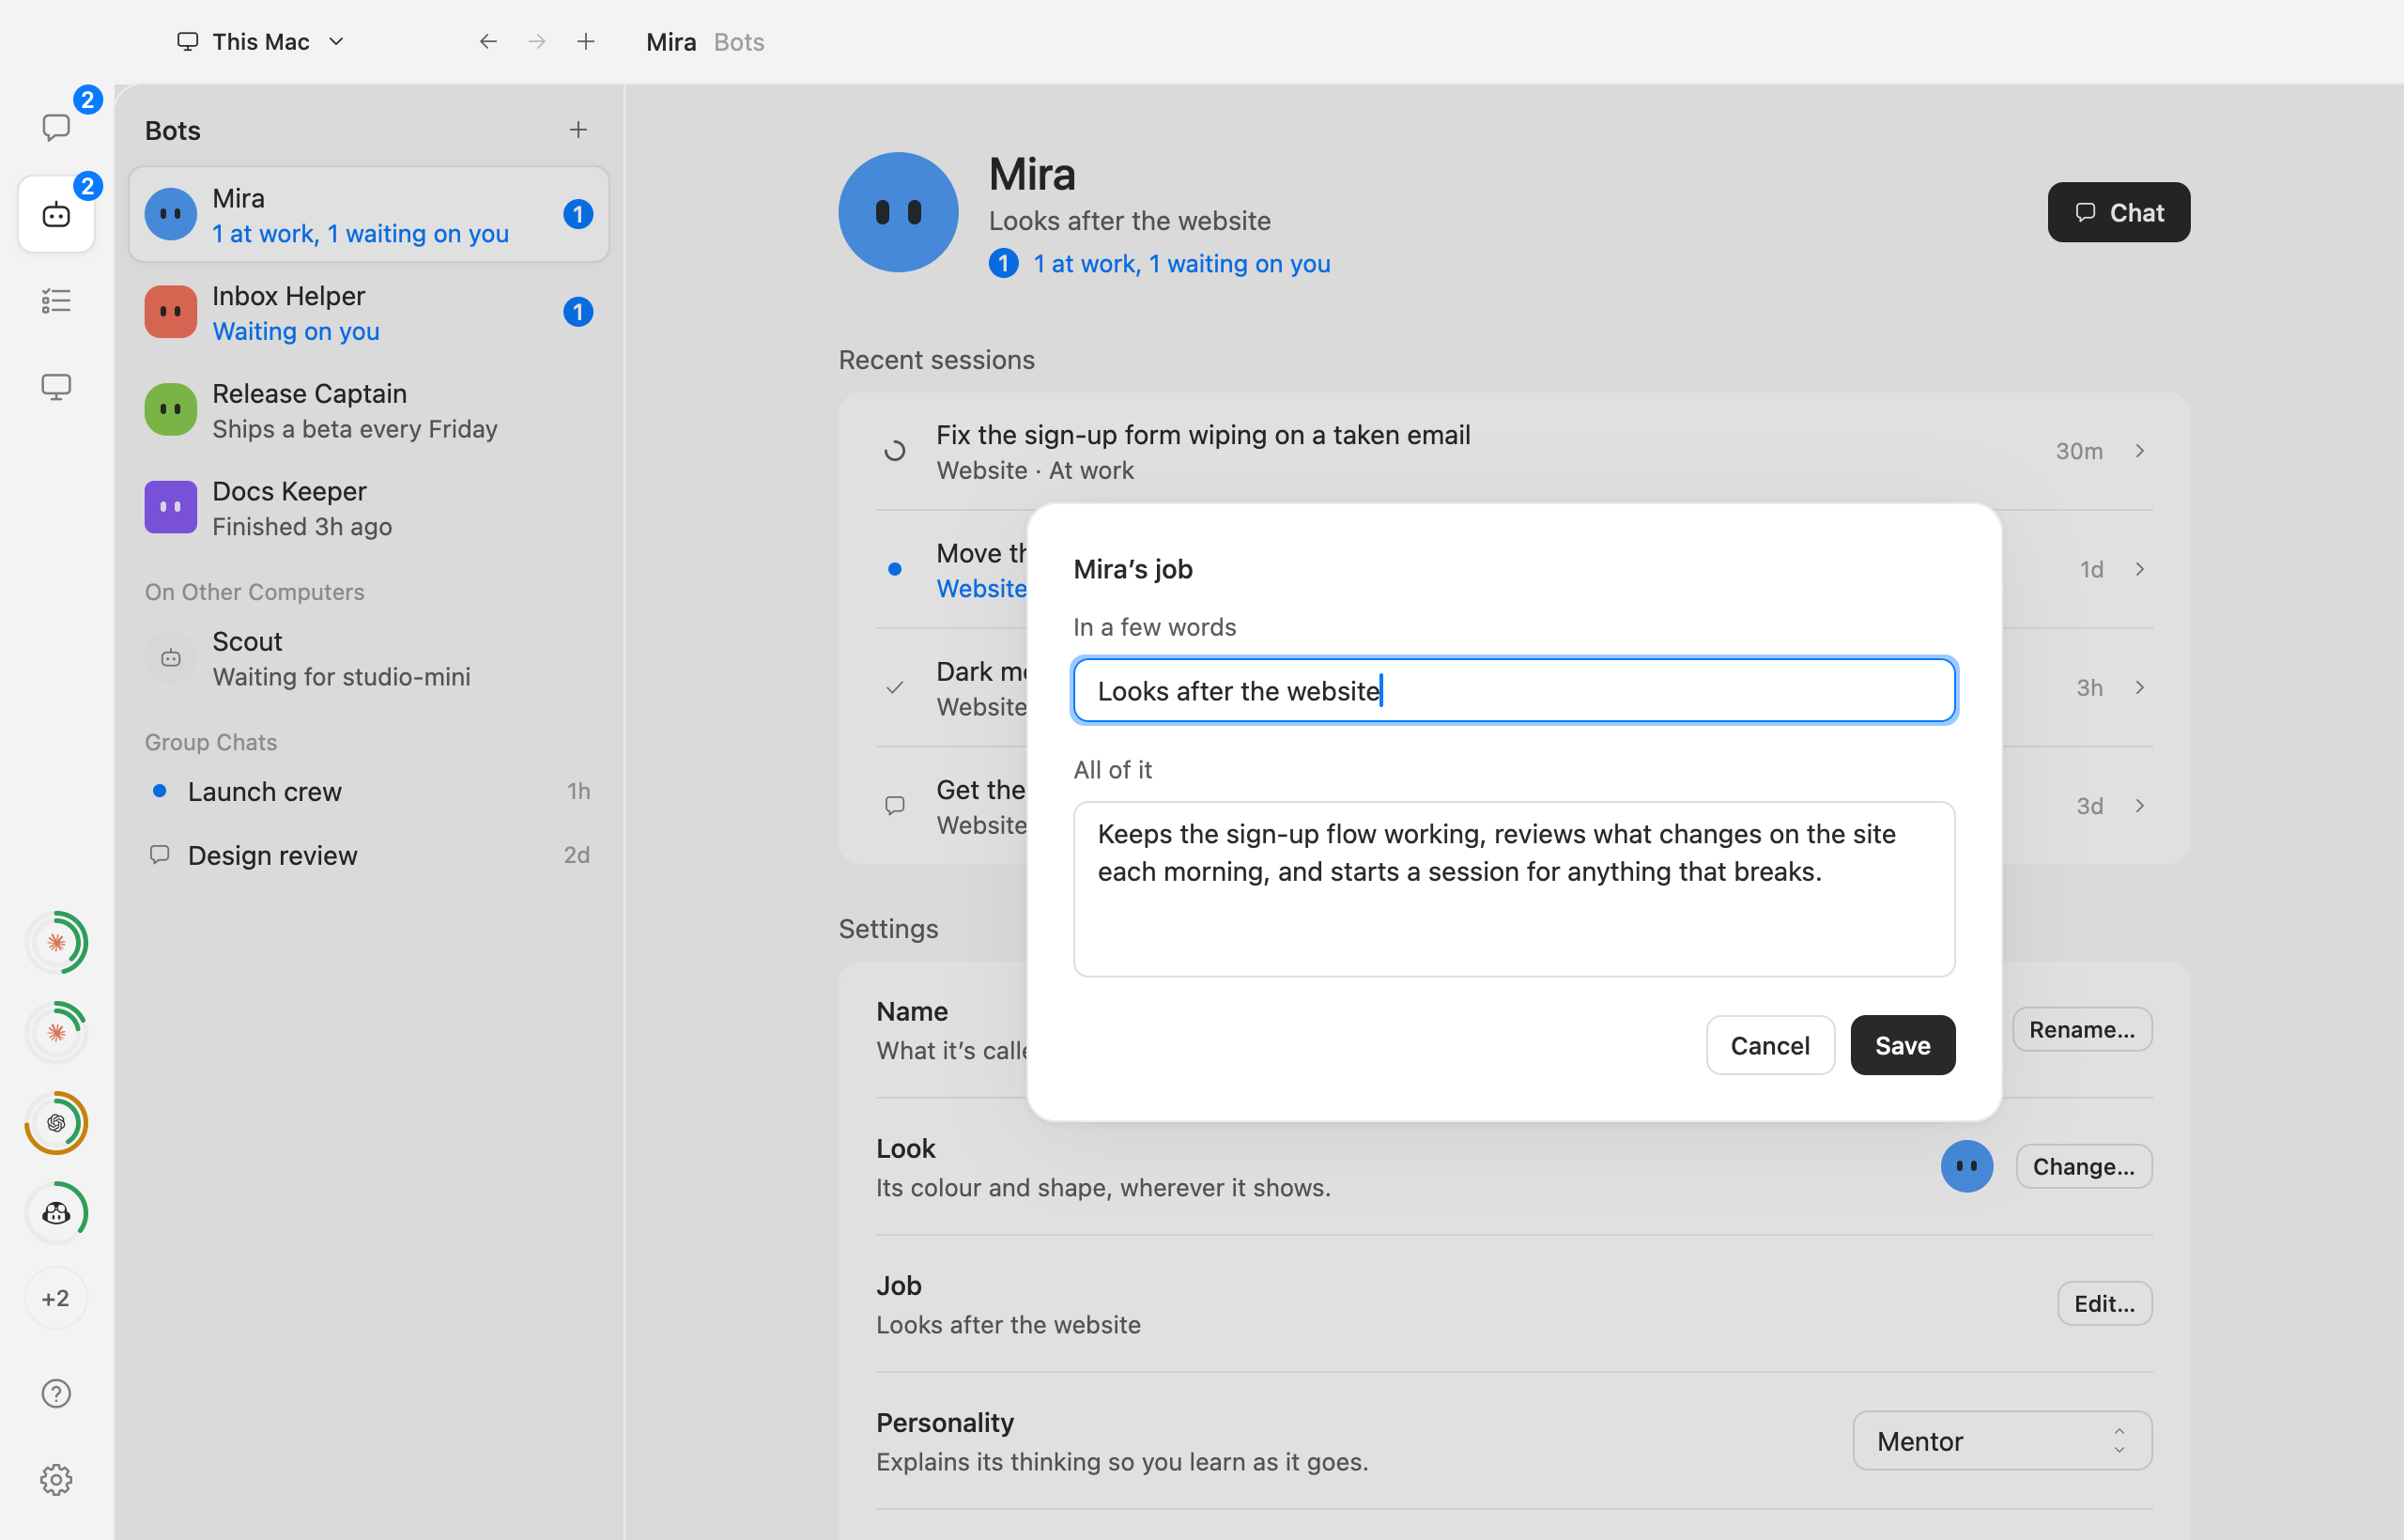 This Mac
Mira Bots
2
2
Bots
Mira
1 at work, 1 waiting on you
1
Inbox Helper
Waiting on you
1
Release Captain
Ships a beta every Friday
Docs Keeper
Finished 3h ago
On Other Computers
Scout
Waiting for studio-mini
Group Chats
Launch crew 1h
Design review 2d
+2
Mira
Looks after the website
1 1 at work, 1 waiting on you
Chat
Recent sessions
Fix the sign-up form wiping on a taken email
Website · At work
30m
Move
Website
1d
Dark
Website
3h
Get the
Website
3d
Mira’s job
In a few words
Looks after the website
All of it
Keeps the sign-up flow working, reviews what changes on the site
each morning, and starts a session for anything that breaks.
Cancel
Save
Settings
Name
What it’s
Rename...
Look
Its colour and shape, wherever it shows.
Change...
Job
Looks after the website
Edit...
Personality
Explains its thinking so you learn as it goes.
Mentor